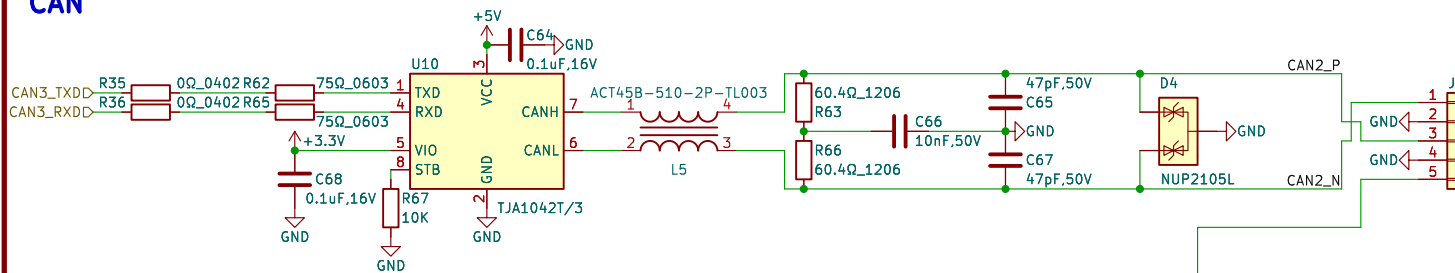 CAN
+5V
C64
GND
0.1uF,16V
U10
R35
0Ω_0402
R62
75Ω_0603
CAN3_TXD
1
TXD
VCC
3
R36
0Ω_0402
R65
75Ω_0603
CAN3_RXD
4
RXD
CANH
7
+3.3V
5
VIO
CANL
6
8
STB
GND
2
TJA1042T/3
C68
0.1uF,16V
GND
R67
10K
GND
GND
ACT45B-510-2P-TL003
1
4
2
3
L5
60.4Ω_1206
R63
R66
60.4Ω_1206
C66
10nF,50V
47pF,50V
C65
GND
C67
47pF,50V
D4
GND
NUP2105L
CAN2_P
CAN2_N
J
1
GND
2
3
GND
4
5